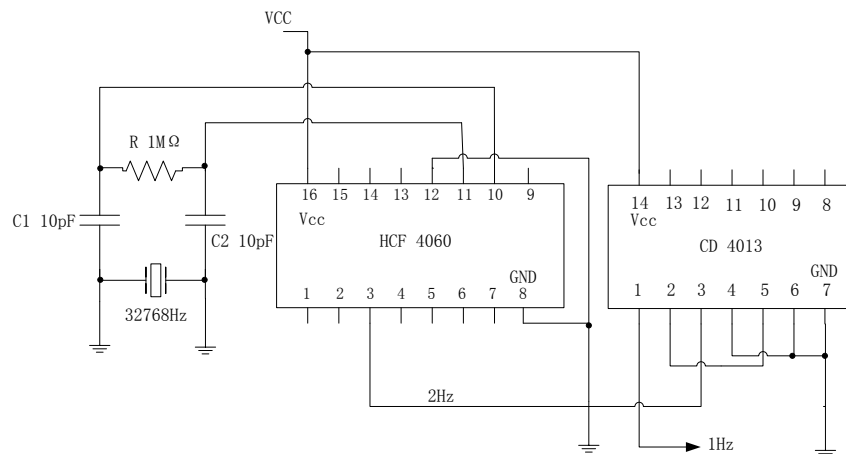 VCC
R 1MΩ
C1 10pF
C2 10pF
32768Hz
16 15 14 13 12 11 10 9
Vcc
HCF 4060
GND
1 2 3 4 5 6 7 8
14 13 12 11 10 9 8
Vcc
CD 4013
GND
1 2 3 4 5 6 7
2Hz
1Hz